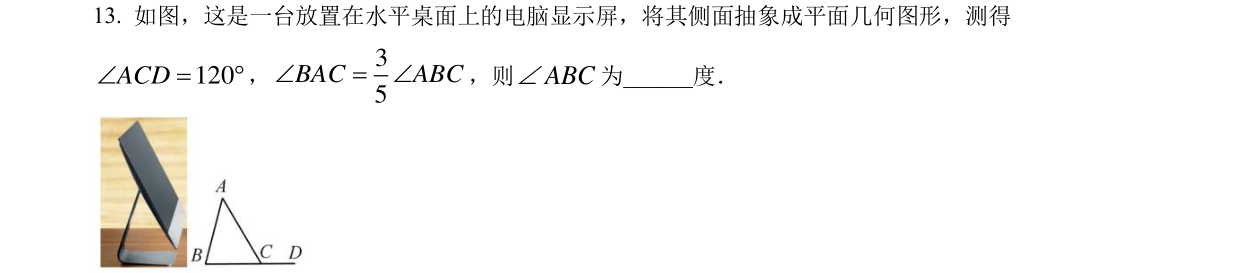 13. 如图，这是一台放置在水平桌面上的电脑显示屏，将其侧面抽象成平面几何图形，测得
∠ACD＝120°，∠BAC＝3/5∠ABC，则∠ABC为______度．
A
B C D